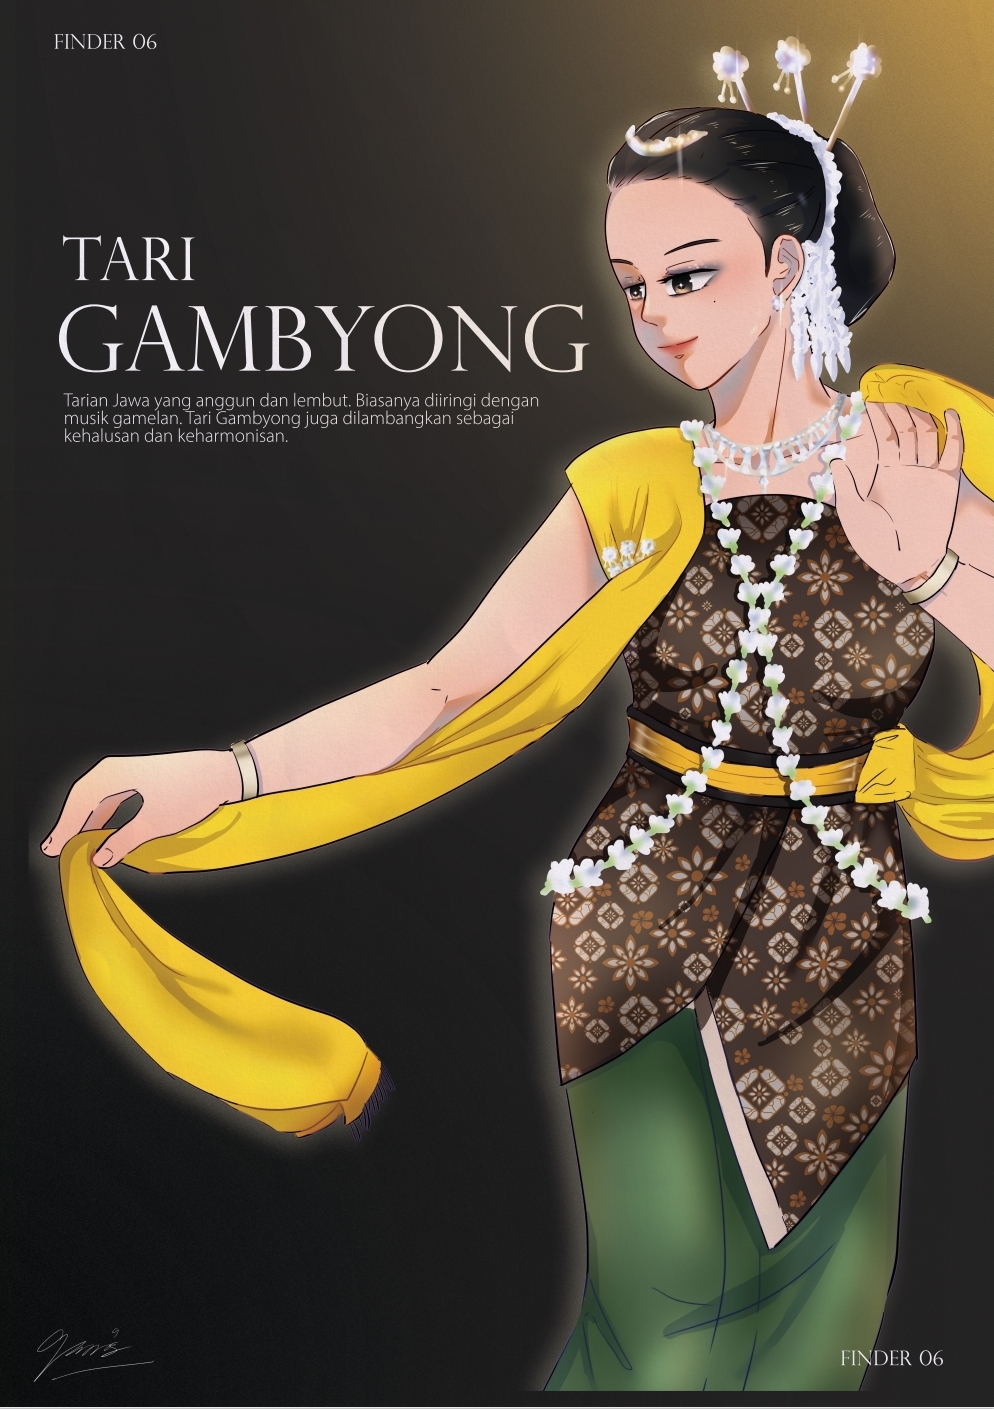 FINDER 06
TARI
GAMBYONG
Tarian Jawa yang anggun dan lembut. Biasanya diiringi dengan
musik gamelan. Tari Gambyong juga dilambangkan sebagai
kehalusan dan keharmonisan.
FINDER 06